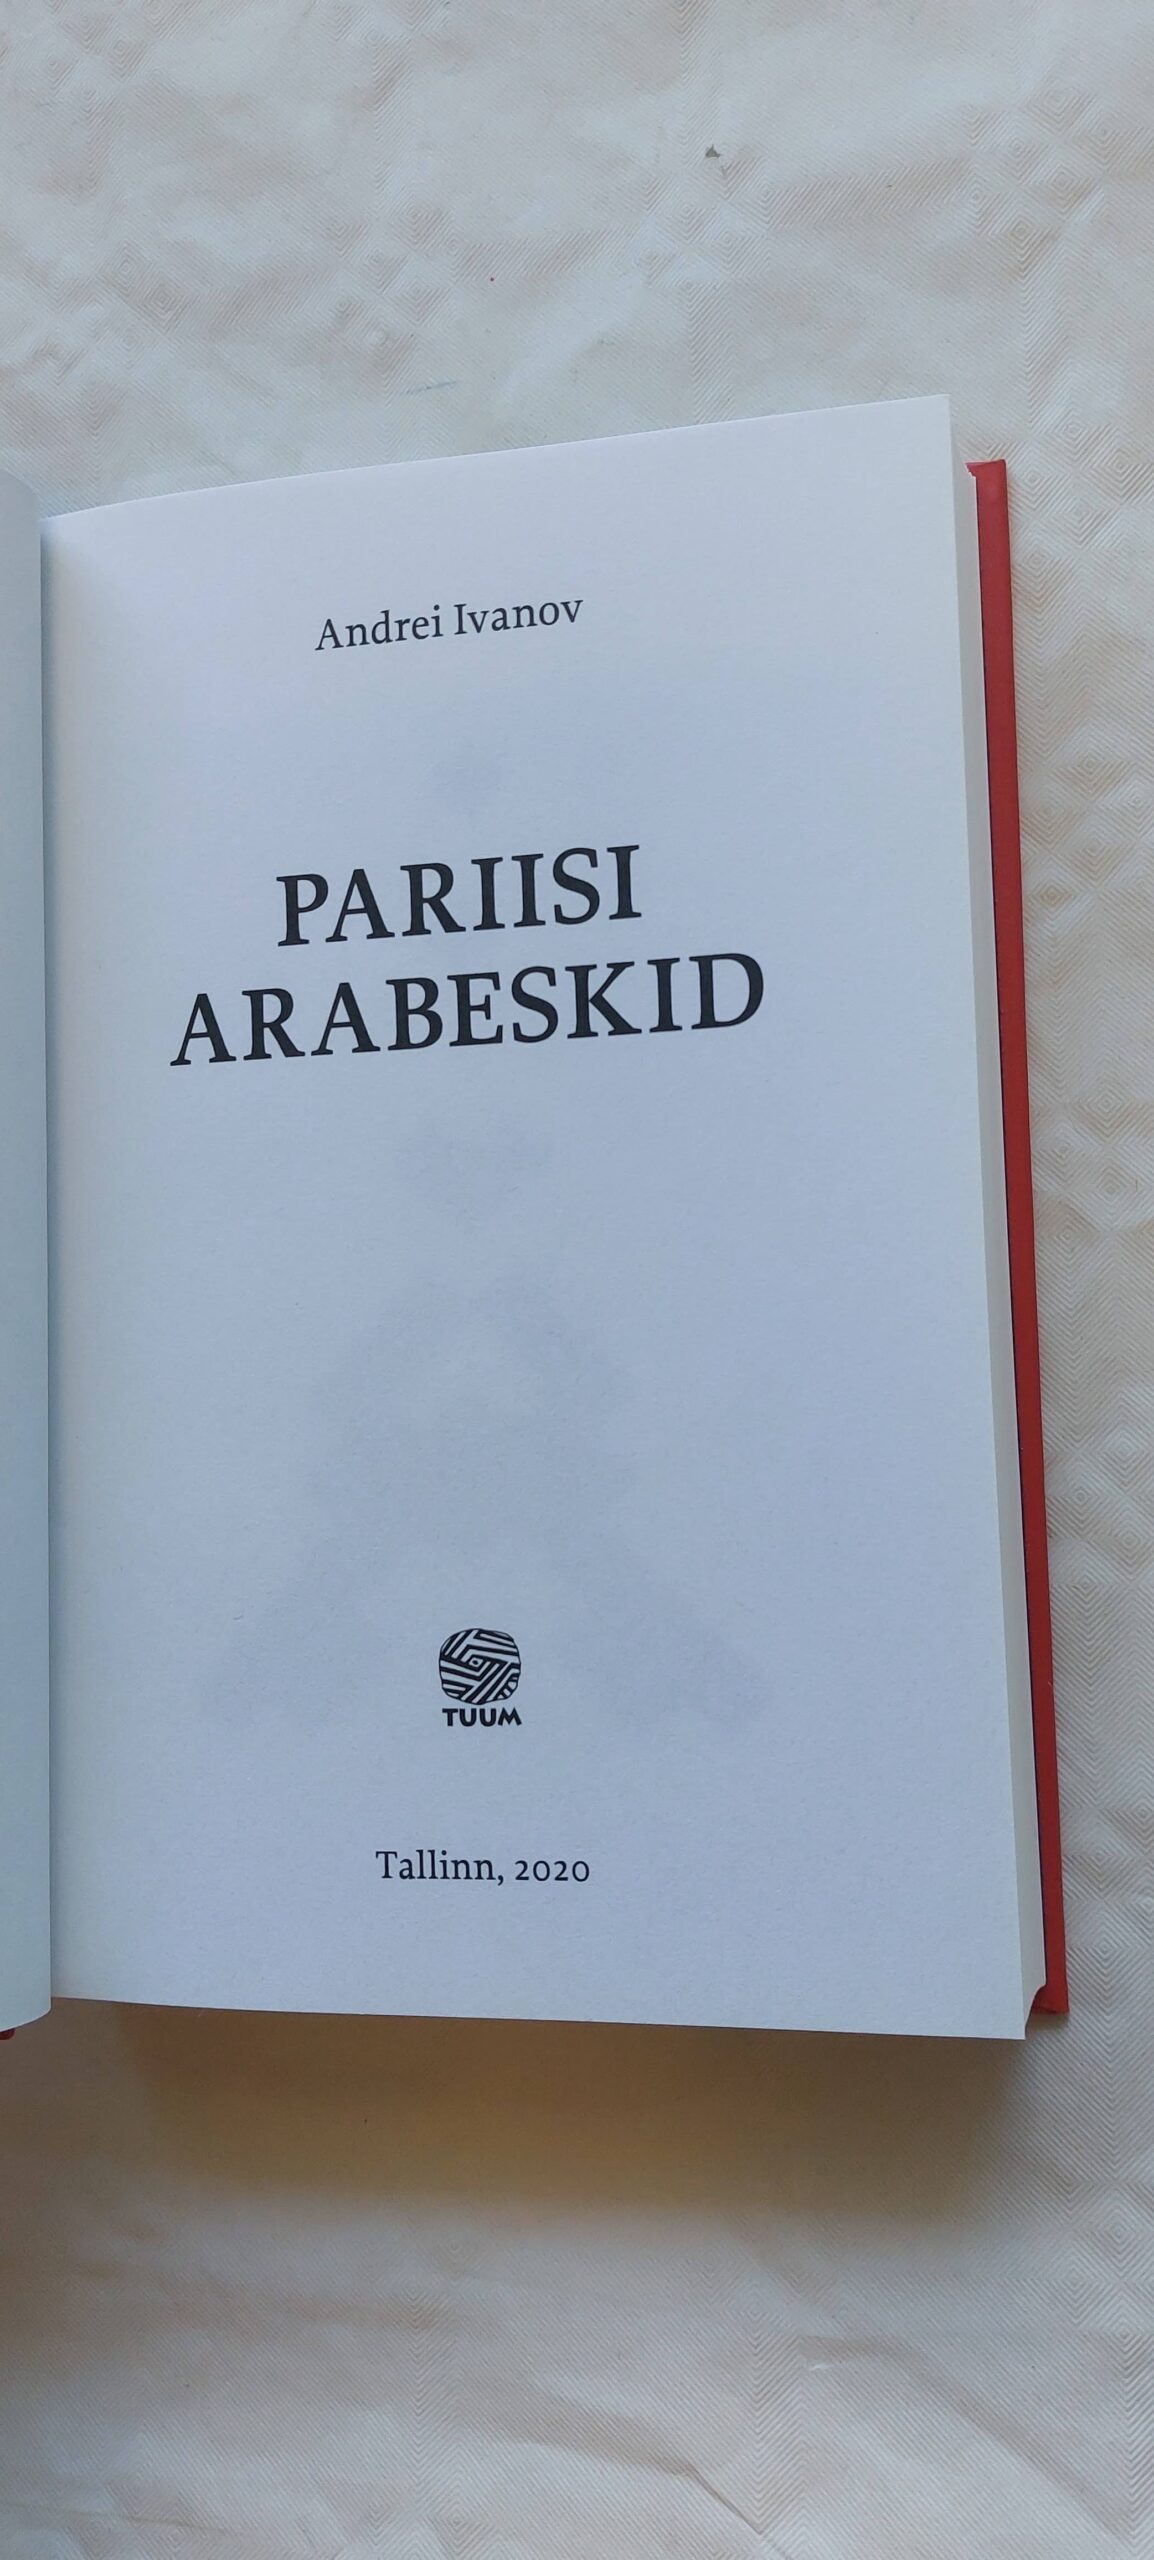 Andrei Ivanov
PARIISI
ARABESKID
TUUM
Tallinn, 2020